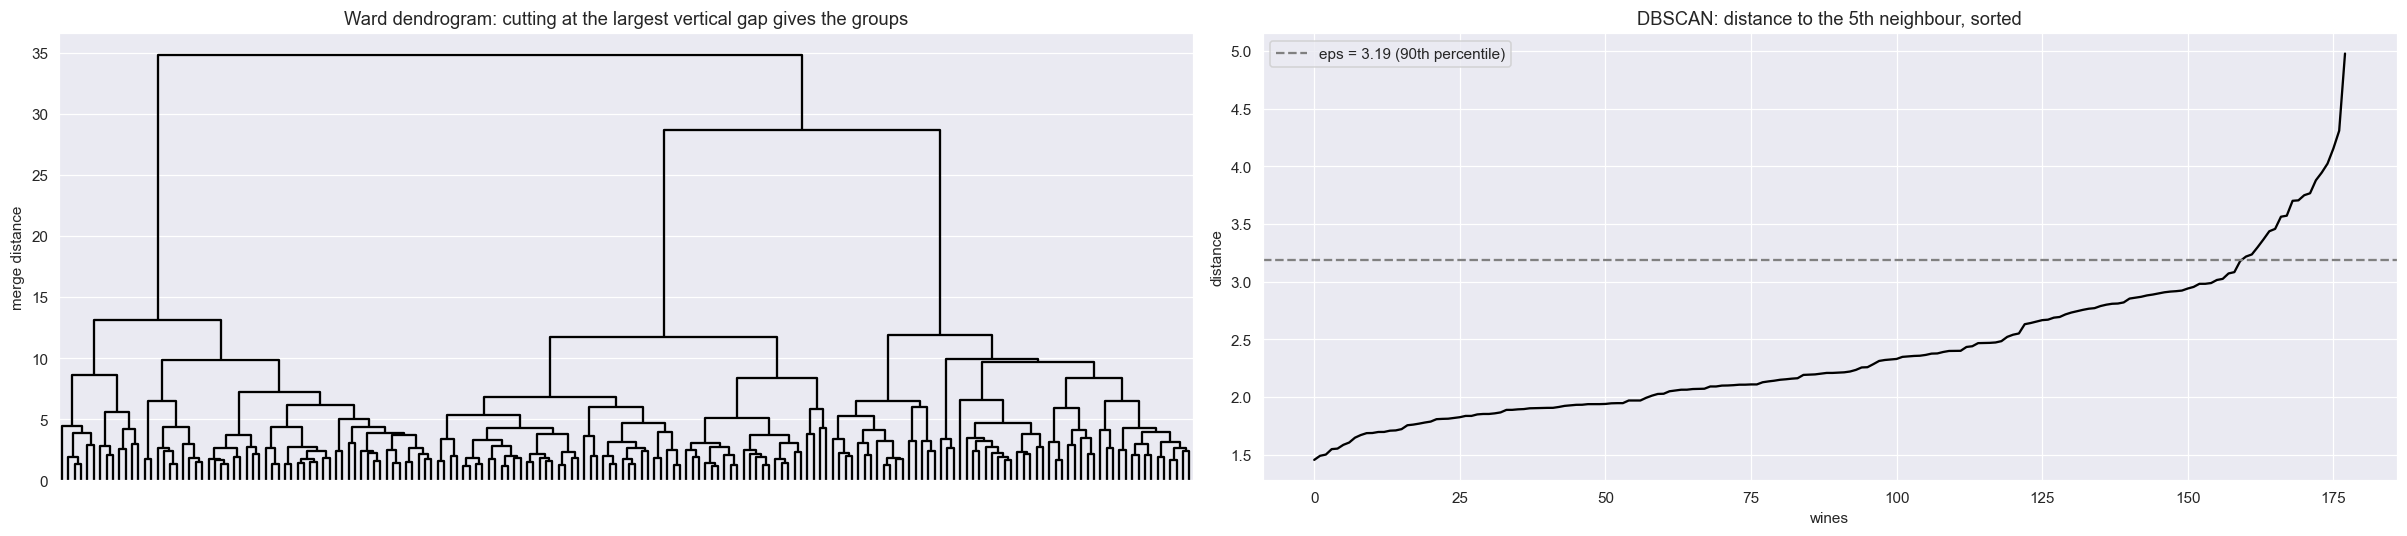 Ward dendrogram: cutting at the largest vertical gap gives the groups
35
30
25
20
15
10
5
0
merge distance
DBSCAN: distance to the 5th neighbour, sorted
eps = 3.19 (90th percentile)
5.0
4.5
4.0
3.5
3.0
2.5
2.0
1.5
distance
0 25 50 75 100 125 150 175
wines